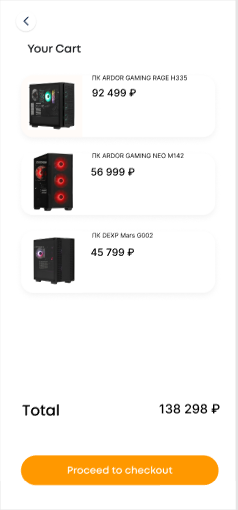 Your Cart
ПК ARDOR GAMING RAGE H335
92 499 ₽
ПК ARDOR GAMING NEO M142
56 999 ₽
ПК DEXP Mars G002
45 799 ₽
Total
138 298 ₽
Proceed to checkout